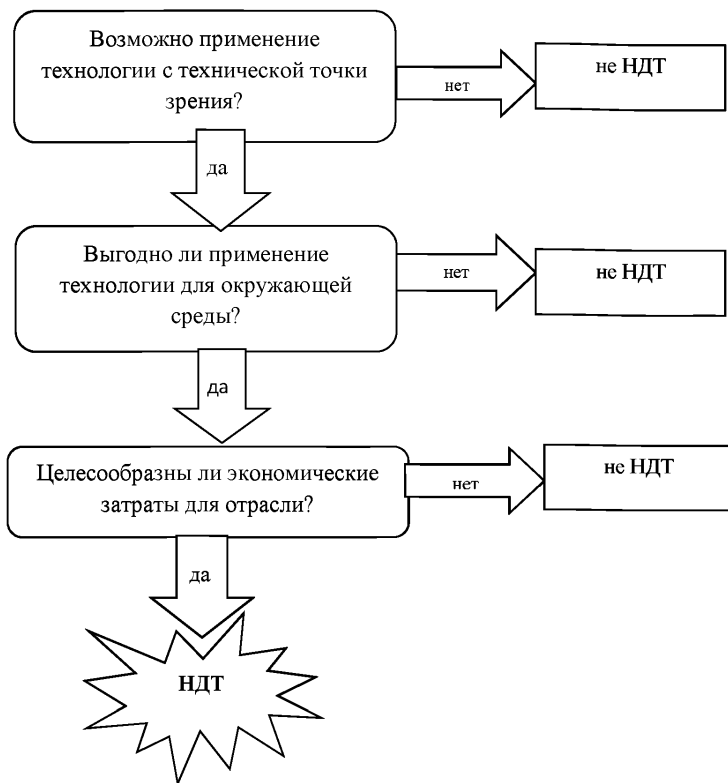 Возможно применение
технологии с технической точки
зрения?
нет
не НДТ
да
Выгодно ли применение
технологии для окружающей
среды?
нет
не НДТ
да
Целесообразны ли экономические
затраты для отрасли?
нет
не НДТ
да
НДТ